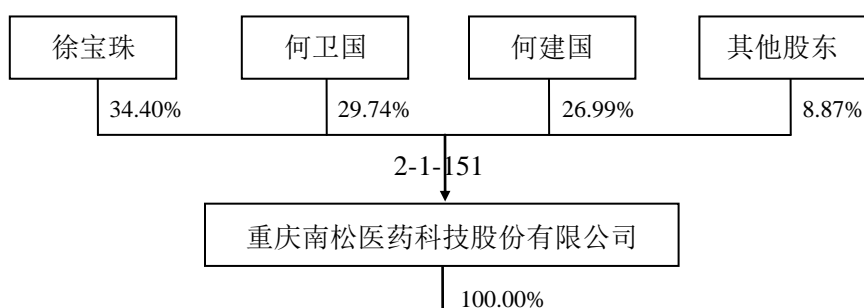 徐宝珠 何卫国 何建国 其他股东
34.40% 29.74% 26.99% 8.87%
2-1-151
重庆南松医药科技股份有限公司
100.00%